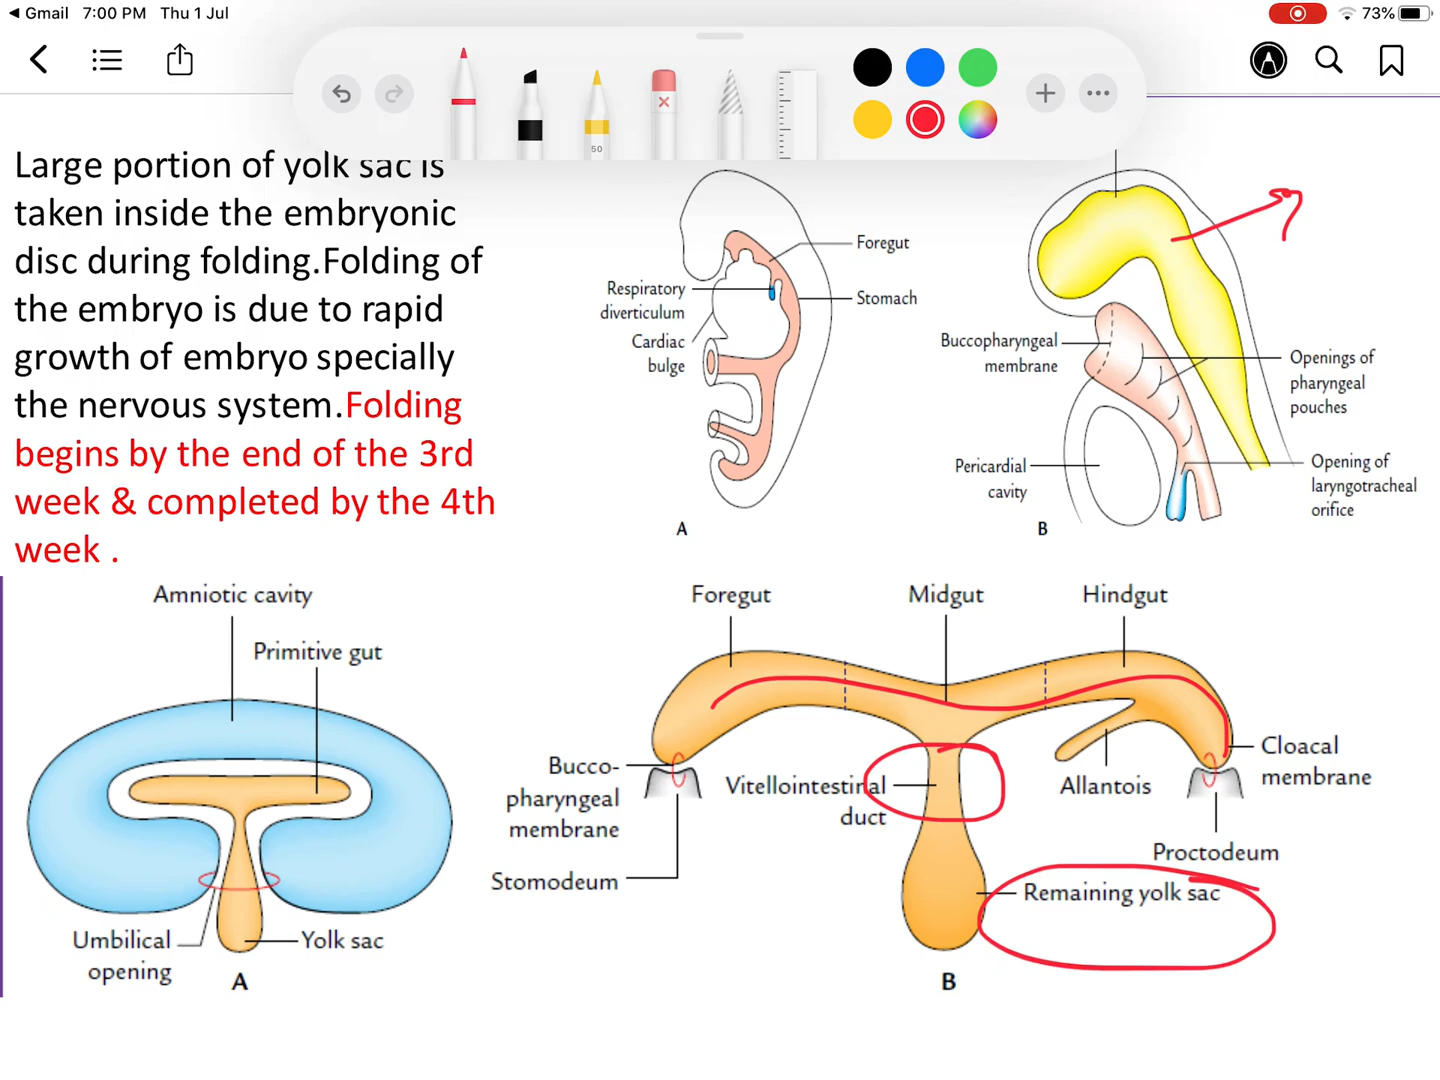 Gmail 7:00 PM Thu 1 Jul 73%
50
Large portion of yolk sac is
taken inside the embryonic
disc during folding.Folding of
the embryo is due to rapid
growth of embryo specially
the nervous system.Folding
begins by the end of the 3rd
week & completed by the 4th
week .
Foregut
Respiratory
diverticulum
Stomach
Cardiac
bulge
A
Buccopharyngeal
membrane
Openings of
pharyngeal
pouches
Pericardial
cavity
Opening of
laryngotracheal
orifice
B
Amniotic cavity
Primitive gut
Umbilical
opening
Yolk sac
A
Foregut
Midgut
Hindgut
Bucco-
pharyngeal
membrane
Stomodeum
Vitellointestinal
duct
Allantois
Cloacal
membrane
Proctodeum
Remaining yolk sac
B